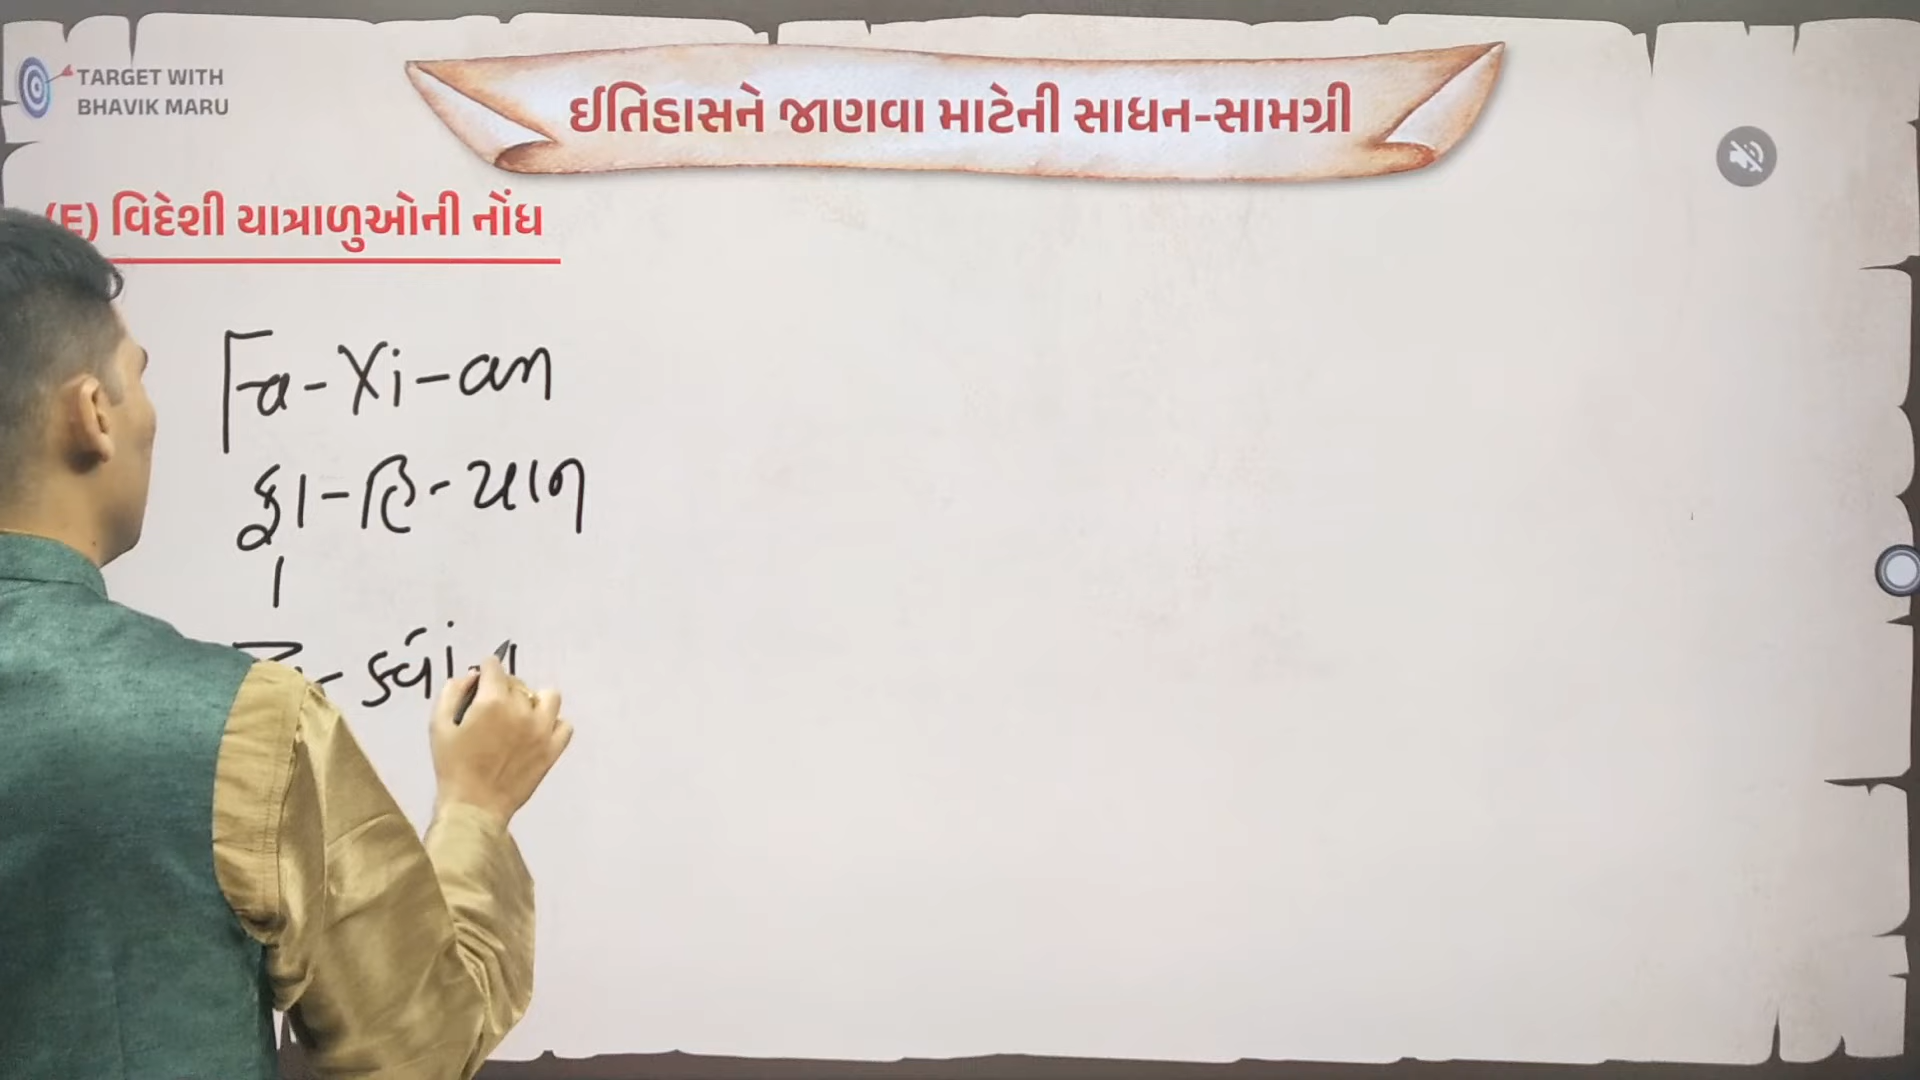 TARGET WITH
BHAVIK MARU
ઈતિહાસને જાણવા માટેની સાધન-સામગ્રી
(E) વિદેશી યાત્રાળુઓની નોંધ
Fa-Xi-an
ફા-હિ-યાન